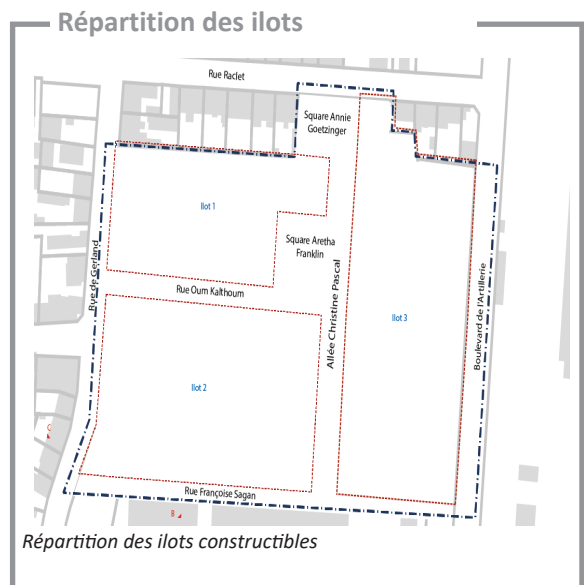 Répartition des ilots
Rue Raclet
Square Annie
Goetzinger
Ilot 1
Square Aretha
Franklin
Rue de Gerland
Rue Oum Kalthoum
Allée Christine Pascal
Ilot 3
Boulevard de l'Artillerie
Ilot 2
Rue Françoise Sagan
Répartition des ilots constructibles